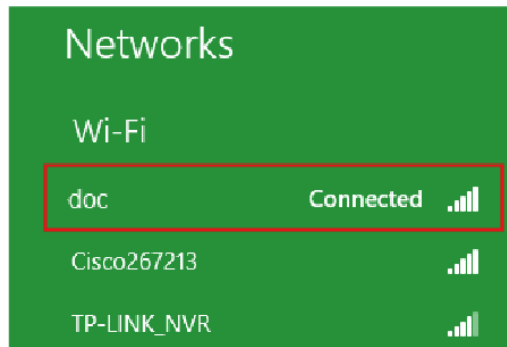 Networks
Wi-Fi
doc Connected
Cisco267213
TP-LINK_NVR